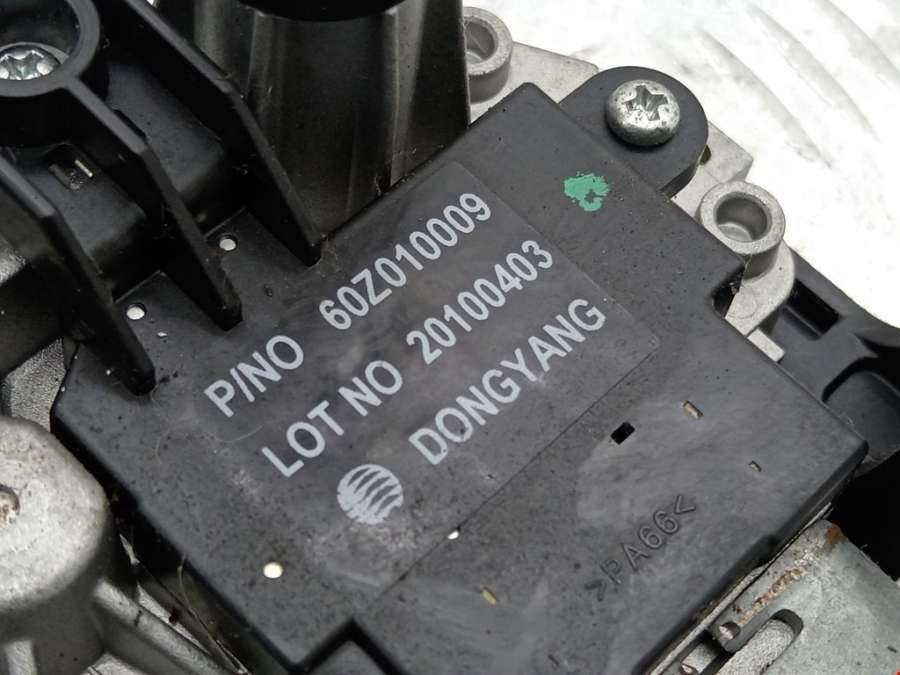 P/NO 60Z010009
LOT NO 20100403
DONGYANG
>PA66<